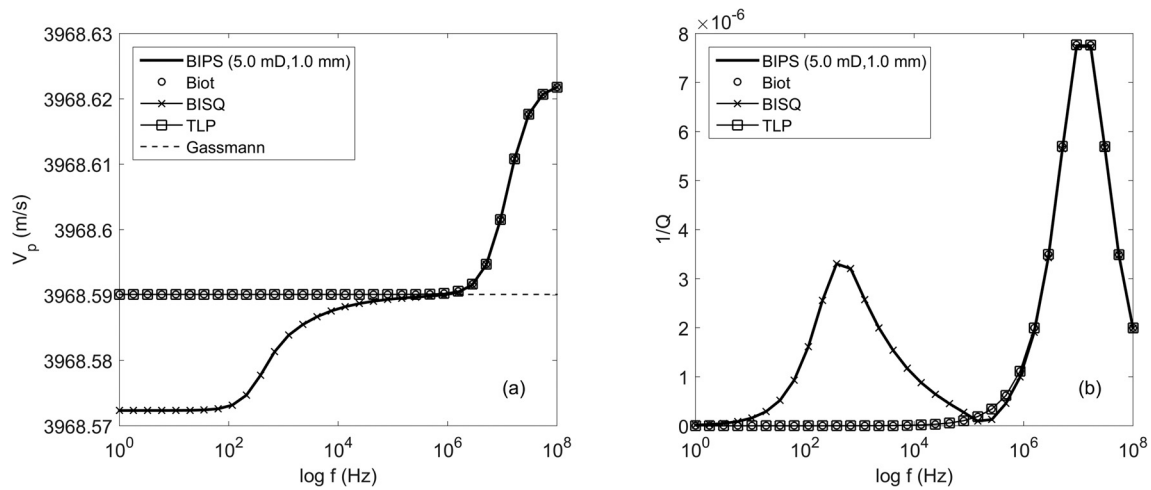 3968.63
3968.62
3968.61
3968.6
3968.59
3968.58
3968.57
V_p (m/s)
BIPS (5.0 mD,1.0 mm)
Biot
BISQ
TLP
Gassmann
(a)
10^0
10^2
10^4
10^6
10^8
log f (Hz)
×10^-6
8
7
6
5
4
3
2
1
0
1/Q
BIPS (5.0 mD,1.0 mm)
Biot
BISQ
TLP
(b)
10^0
10^2
10^4
10^6
10^8
log f (Hz)